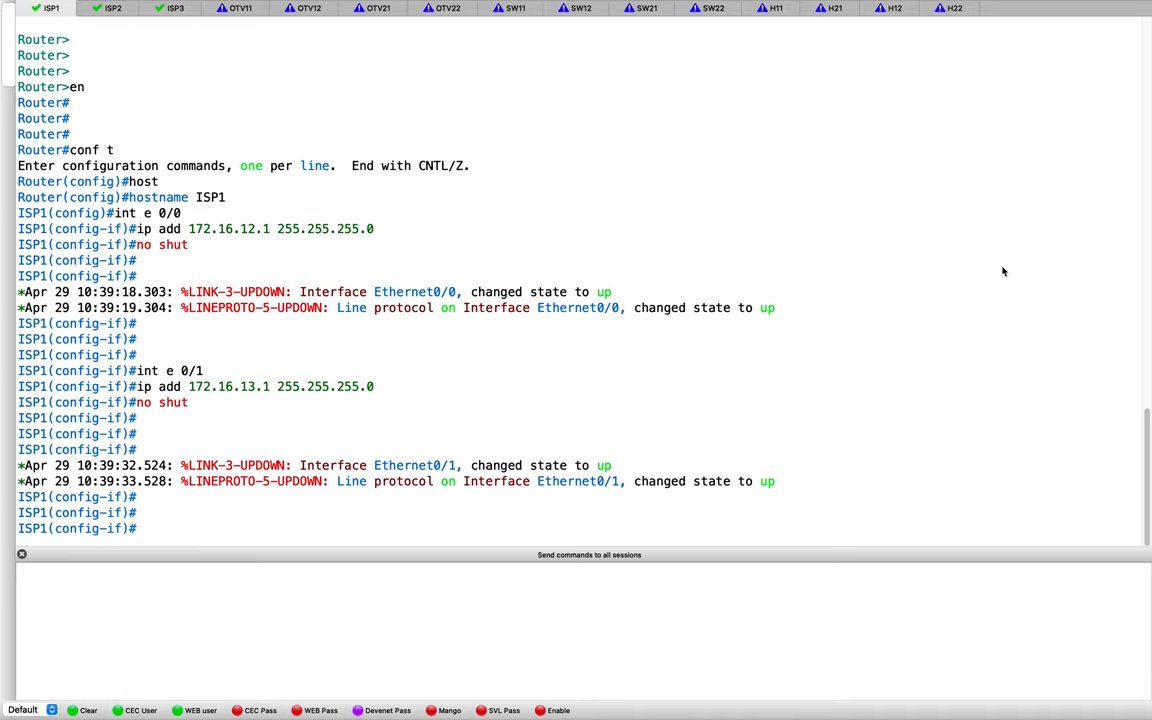 ISP1 ISP2 ISP3 OTV11 OTV12 OTV21 OTV22 SW11 SW12 SW21 SW22 H11 H21 H12 H22
Router>
Router>
Router>
Router>en
Router#
Router#
Router#
Router#conf t
Enter configuration commands, one per line.  End with CNTL/Z.
Router(config)#host
Router(config)#hostname ISP1
ISP1(config)#int e 0/0
ISP1(config-if)#ip add 172.16.12.1 255.255.255.0
ISP1(config-if)#no shut
ISP1(config-if)#
ISP1(config-if)#
*Apr 29 10:39:18.303: %LINK-3-UPDOWN: Interface Ethernet0/0, changed state to up
*Apr 29 10:39:19.304: %LINEPROTO-5-UPDOWN: Line protocol on Interface Ethernet0/0, changed state to up
ISP1(config-if)#
ISP1(config-if)#
ISP1(config-if)#
ISP1(config-if)#int e 0/1
ISP1(config-if)#ip add 172.16.13.1 255.255.255.0
ISP1(config-if)#no shut
ISP1(config-if)#
ISP1(config-if)#
ISP1(config-if)#
*Apr 29 10:39:32.524: %LINK-3-UPDOWN: Interface Ethernet0/1, changed state to up
*Apr 29 10:39:33.528: %LINEPROTO-5-UPDOWN: Line protocol on Interface Ethernet0/1, changed state to up
ISP1(config-if)#
ISP1(config-if)#
ISP1(config-if)#
Send commands to all sessions
Default Clear CEC User WEB user CEC Pass WEB Pass Devenet Pass Mango SVL Pass Enable